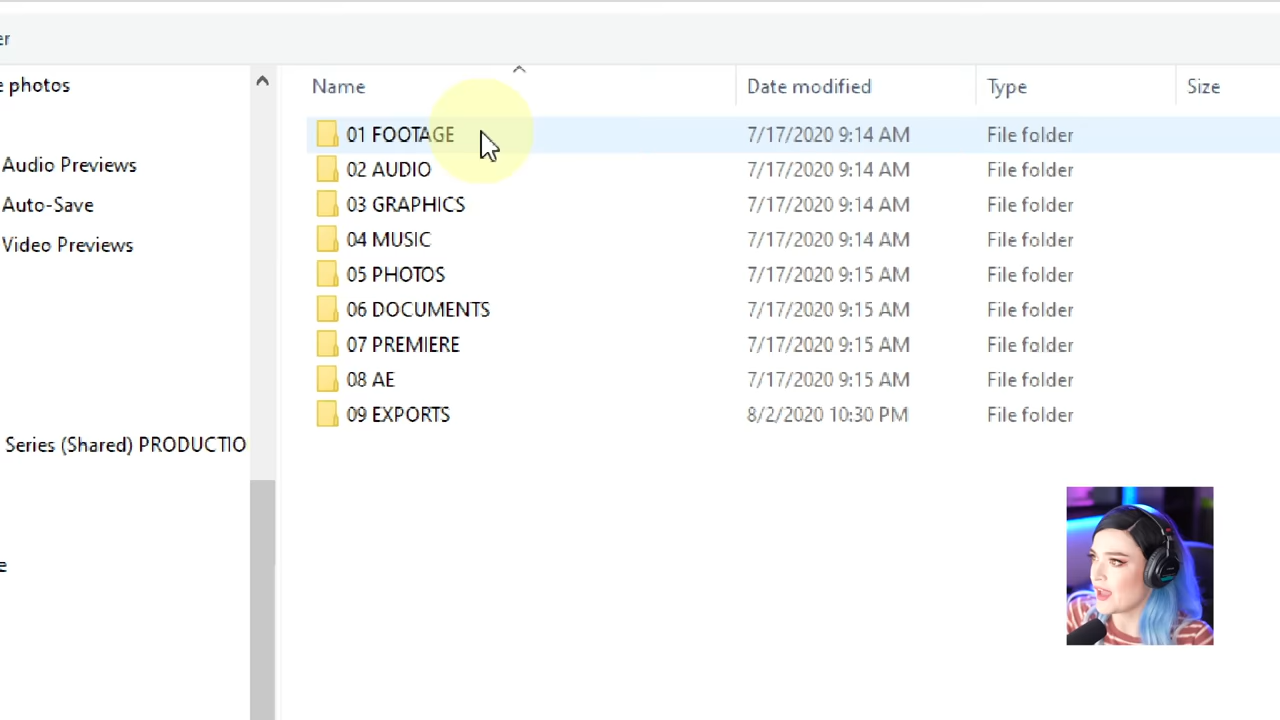 er
e photos
Audio Previews
Auto-Save
Video Previews
Series (Shared) PRODUCTIO
e
Name Date modified Type Size
01 FOOTAGE 7/17/2020 9:14 AM File folder
02 AUDIO 7/17/2020 9:14 AM File folder
03 GRAPHICS 7/17/2020 9:14 AM File folder
04 MUSIC 7/17/2020 9:14 AM File folder
05 PHOTOS 7/17/2020 9:15 AM File folder
06 DOCUMENTS 7/17/2020 9:15 AM File folder
07 PREMIERE 7/17/2020 9:15 AM File folder
08 AE 7/17/2020 9:15 AM File folder
09 EXPORTS 8/2/2020 10:30 PM File folder